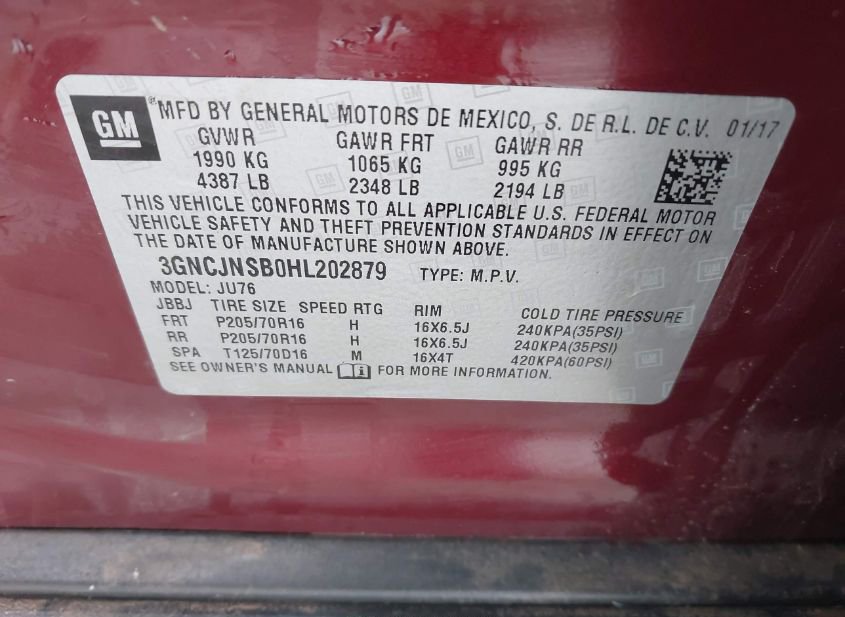 GM
MFD BY GENERAL MOTORS DE MEXICO, S. DE R.L. DE C.V. 01/17
GVWR GAWR FRT GAWR RR
1990 KG 1065 KG 995 KG
4387 LB 2348 LB 2194 LB
THIS VEHICLE CONFORMS TO ALL APPLICABLE U.S. FEDERAL MOTOR
VEHICLE SAFETY AND THEFT PREVENTION STANDARDS IN EFFECT ON
THE DATE OF MANUFACTURE SHOWN ABOVE.
3GNCJNSB0HL202879 TYPE: M.P.V.
MODEL: JU76
JBBJ TIRE SIZE SPEED RTG RIM COLD TIRE PRESSURE
FRT P205/70R16 H 16X6.5J 240KPA(35PSI)
RR P205/70R16 H 16X6.5J 240KPA(35PSI)
SPA T125/70D16 M 16X4T 420KPA(60PSI)
SEE OWNER'S MANUAL FOR MORE INFORMATION.